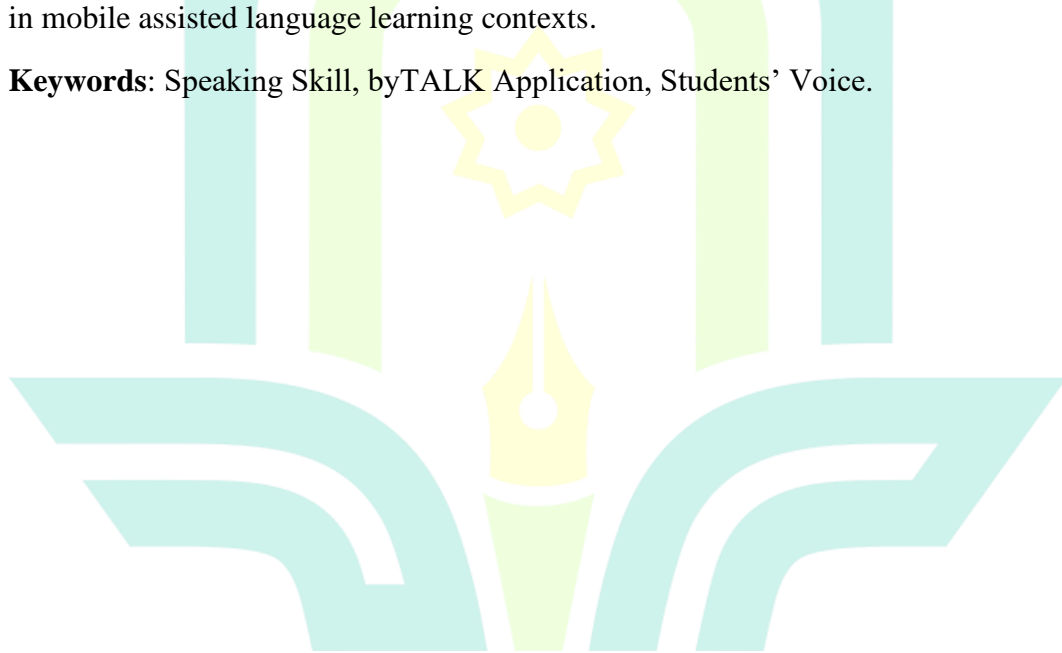 in mobile assisted language learning contexts.
Keywords: Speaking Skill, byTALK Application, Students’ Voice.